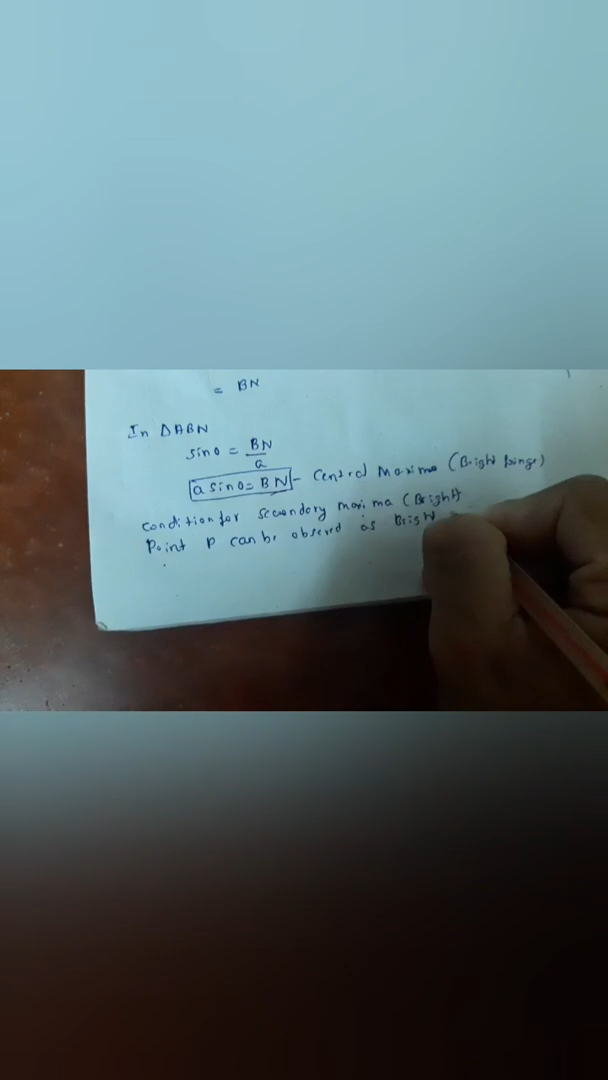 = BN
In ΔABN
sinθ = BN/a
a sinθ = BN - Central Maxima (Bright fringe)
condition for secondary maxima (Bright)
Point P can be obserd as Bright